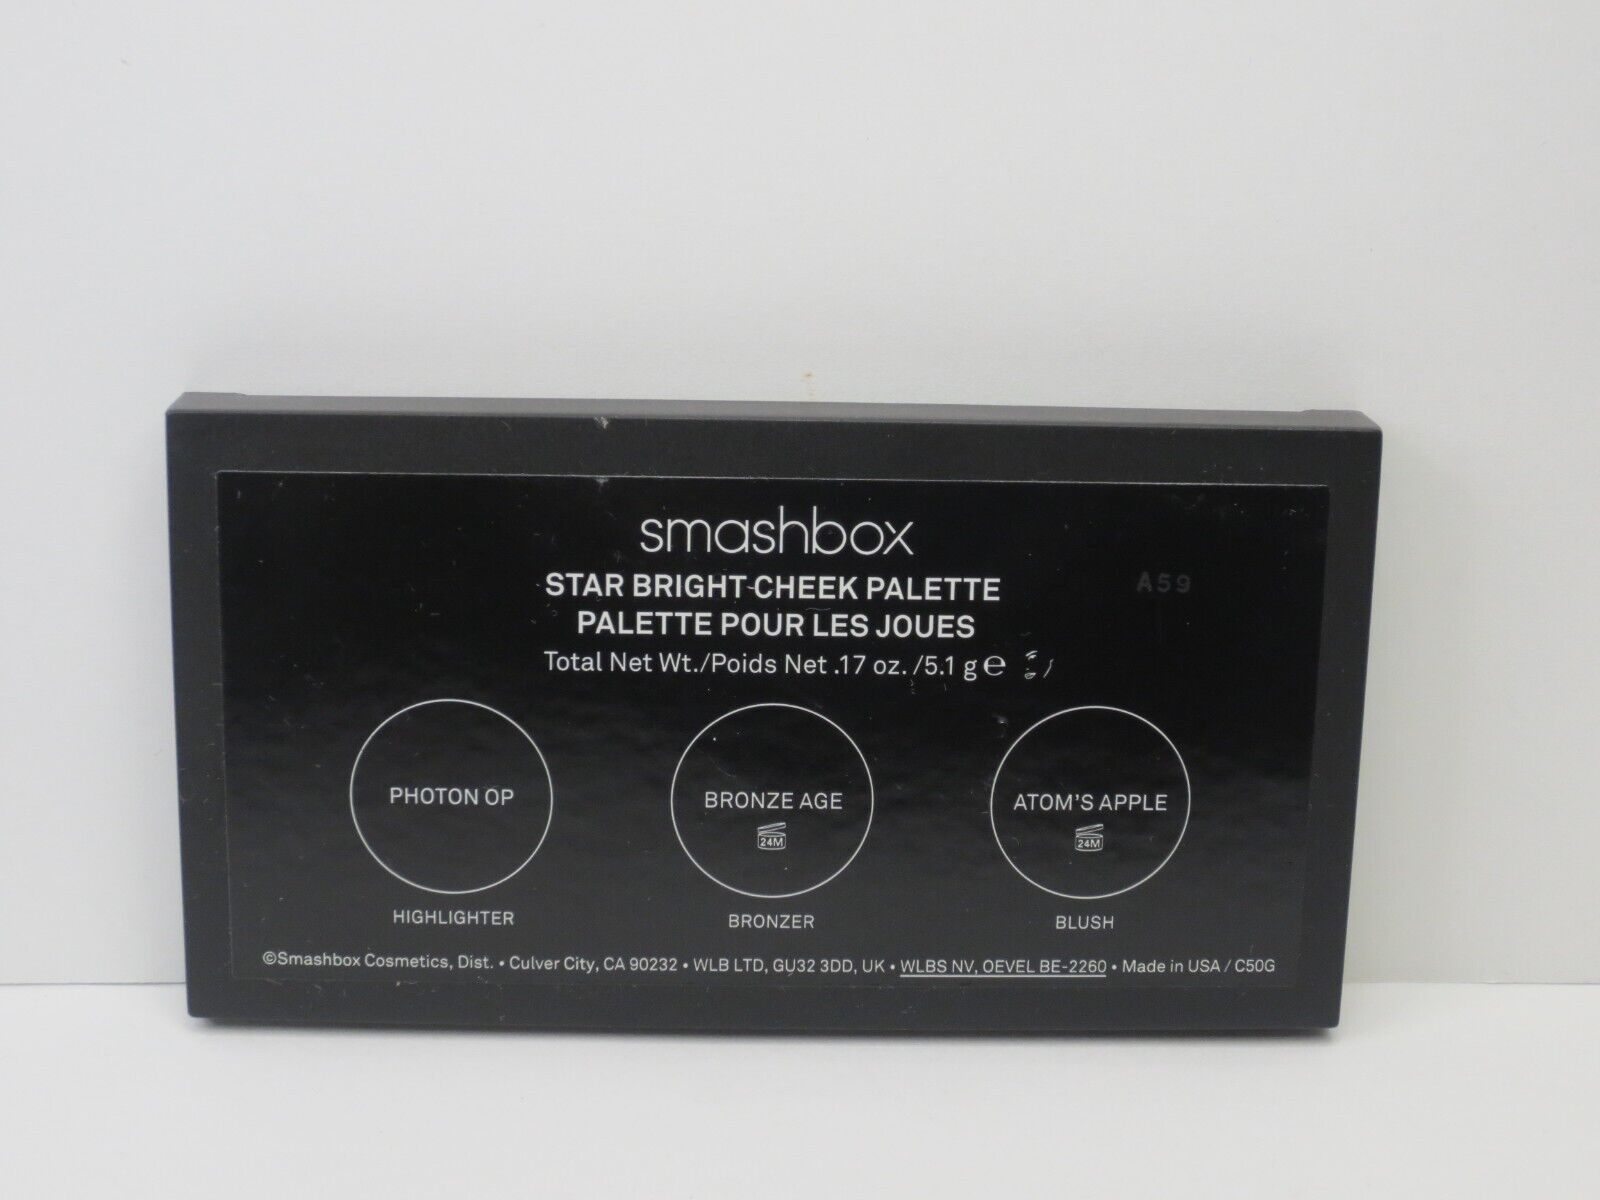 smashbox
STAR BRIGHT CHEEK PALETTE
A59
PALETTE POUR LES JOUES
Total Net Wt./Poids Net .17 oz./5.1 g ℮
PHOTON OP
BRONZE AGE
ATOM'S APPLE
24M
24M
HIGHLIGHTER
BRONZER
BLUSH
©Smashbox Cosmetics, Dist. • Culver City, CA 90232 • WLB LTD, GU32 3DD, UK • WLBS NV, OEVEL BE-2260 • Made in USA / C50G